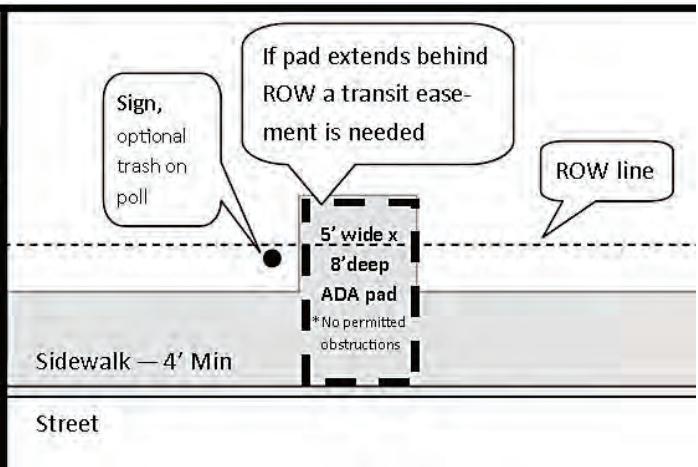 If pad extends behind
ROW a transit ease-
ment is needed
Sign,
optional
trash on
poll
ROW line
5' wide x
8'deep
ADA pad
*No permitted
obstructions
Sidewalk — 4' Min
Street